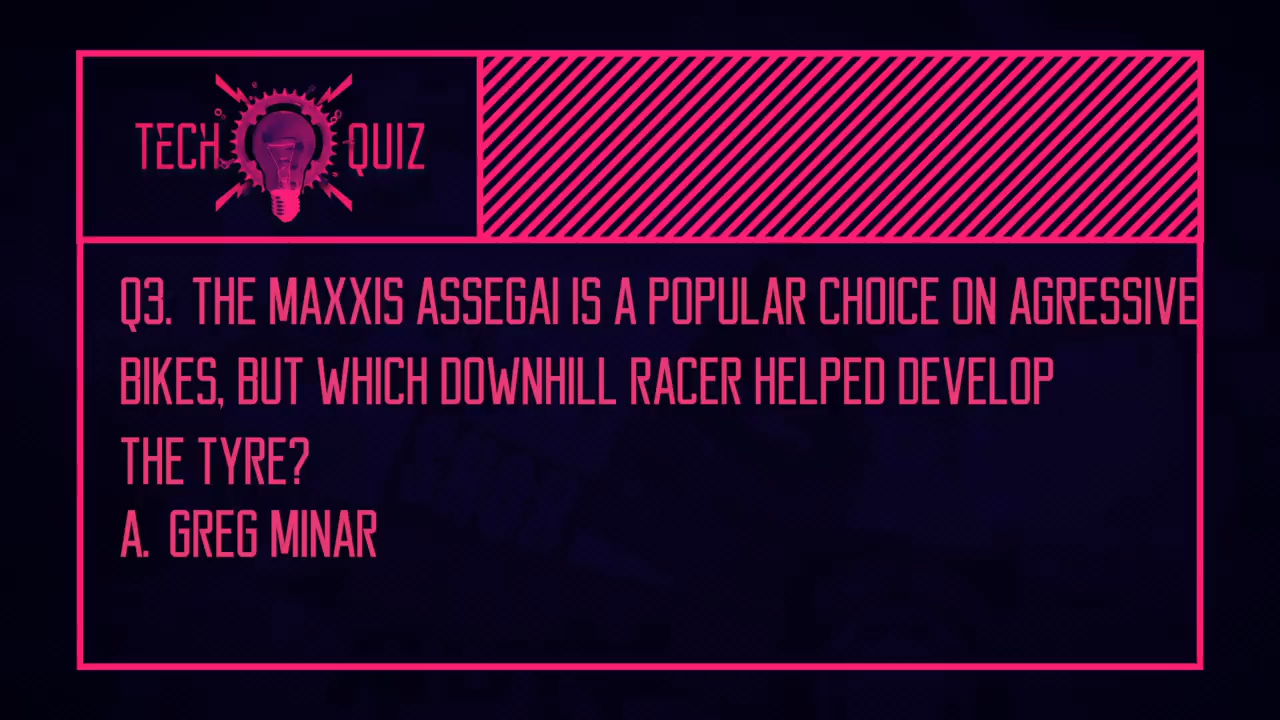 TECH QUIZ
Q3. THE MAXXIS ASSEGAI IS A POPULAR CHOICE ON AGRESSIVE
BIKES, BUT WHICH DOWNHILL RACER HELPED DEVELOP
THE TYRE?
A. GREG MINAR